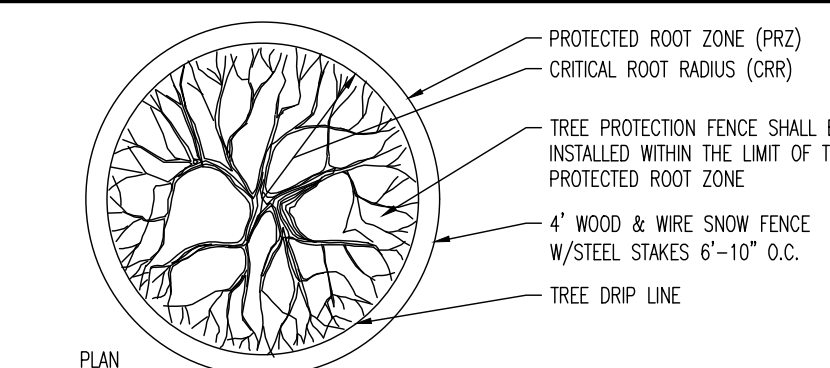 PROTECTED ROOT ZONE (PRZ)
CRITICAL ROOT RADIUS (CRR)
TREE PROTECTION FENCE SHALL
INSTALLED WITHIN THE LIMIT OF
PROTECTED ROOT ZONE
4' WOOD & WIRE SNOW FENCE
W/STEEL STAKES 6'-10" O.C.
TREE DRIP LINE
PLAN